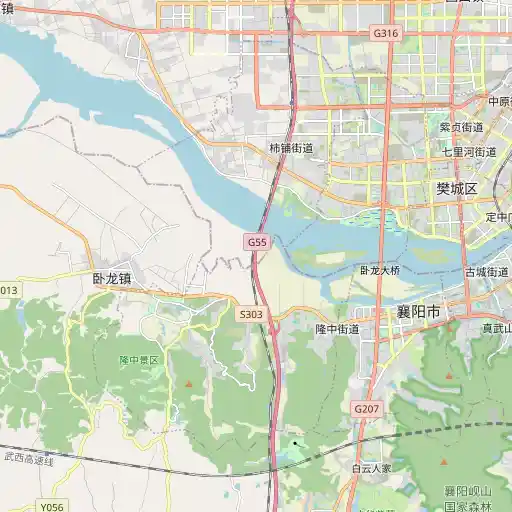 镇
G316
中原街
紫贞街道
柿铺街道
七里河街道
樊城区
定中门
G55
卧龙大桥
古城街道
卧龙镇
013
S303
襄阳市
隆中街道
真武山
隆中景区
G207
武西高速线
白云人家
襄阳岘山
国家森林
Y056